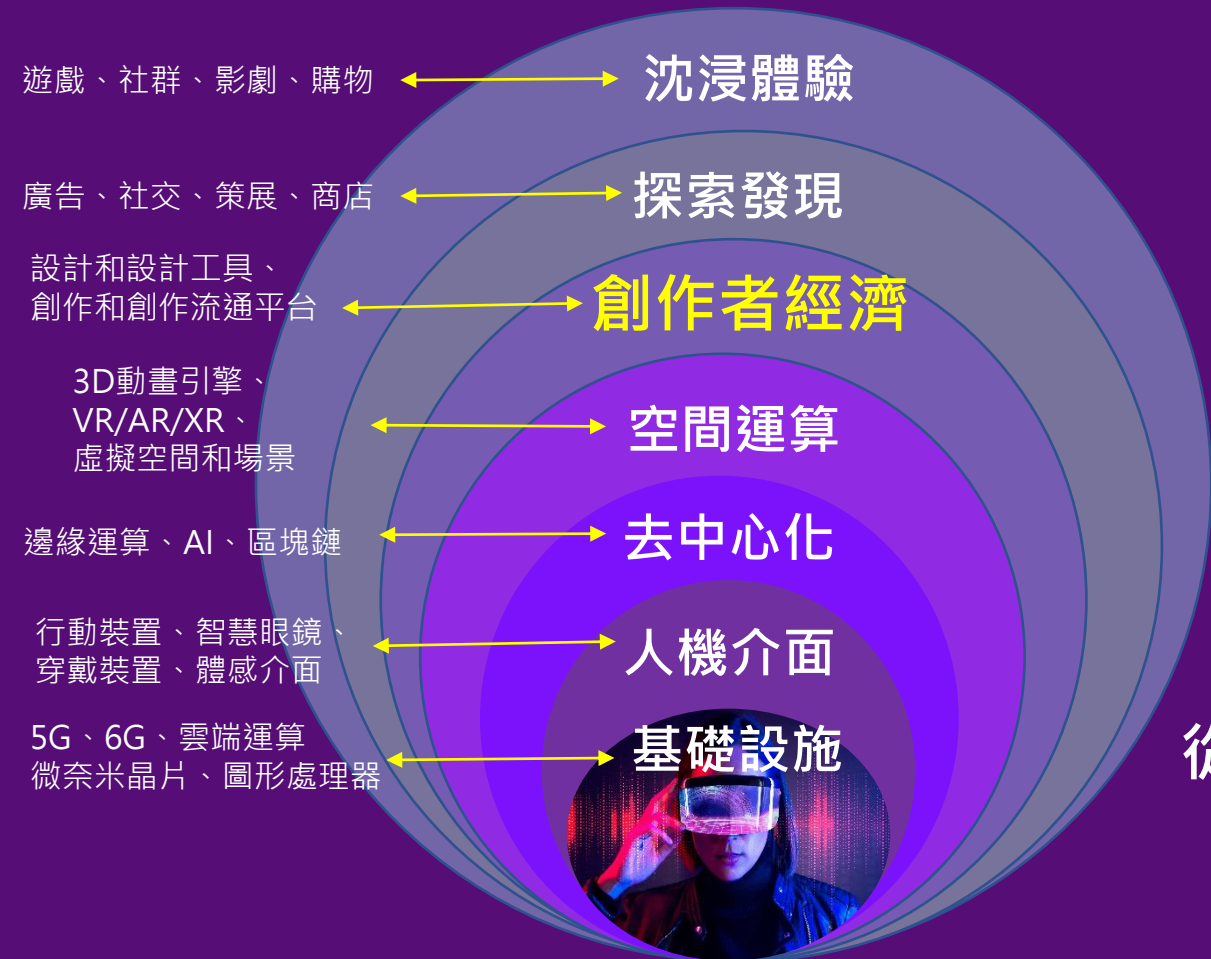 遊戲、社群、影劇、購物
沈浸體驗
廣告、社交、策展、商店
探索發現
設計和設計工具、
創作和創作流通平台
創作者經濟
3D動畫引擎、
VR/AR/XR、
虛擬空間和場景
空間運算
邊緣運算、AI、區塊鏈
去中心化
行動裝置、智慧眼鏡、
穿戴裝置、體感介面
人機介面
5G、6G、雲端運算
微奈米晶片、圖形處理器
基礎設施